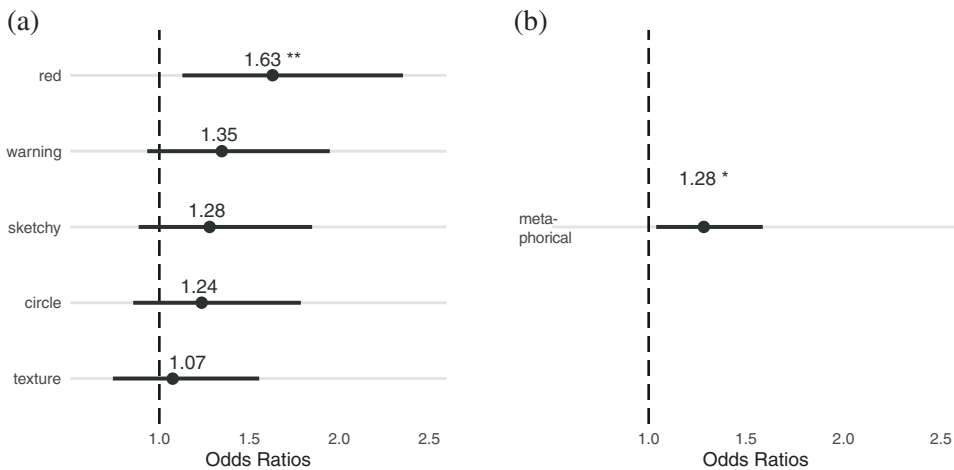 (a)
1.63 **
red
1.35
warning
1.28
sketchy
1.24
circle
1.07
texture
1.0 1.5 2.0 2.5
Odds Ratios
(b)
1.28 *
meta-
phorical
1.0 1.5 2.0 2.5
Odds Ratios